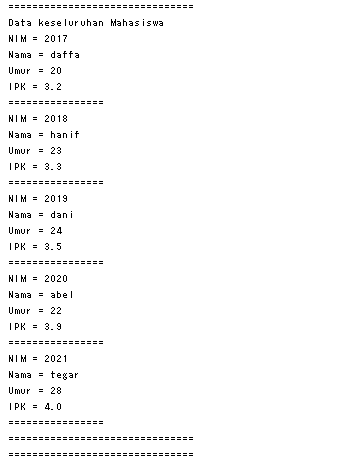 ===============================
Data keseluruhan Mahasiswa
NIM = 2017
Nama = daffa
Umur = 20
IPK = 3.2
================
NIM = 2018
Nama = hanif
Umur = 23
IPK = 3.3
================
NIM = 2019
Nama = dani
Umur = 24
IPK = 3.5
================
NIM = 2020
Nama = abel
Umur = 22
IPK = 3.9
================
NIM = 2021
Nama = tegar
Umur = 28
IPK = 4.0
================
===============================
===============================